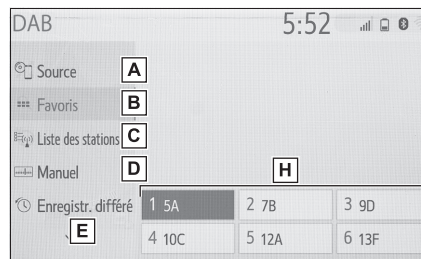 DAB 5:52
Source A
Favoris B
Liste des stations C
Manuel D
H
Enregistr. différé 1 5A 2 7B 3 9D
E 4 10C 5 12A 6 13F